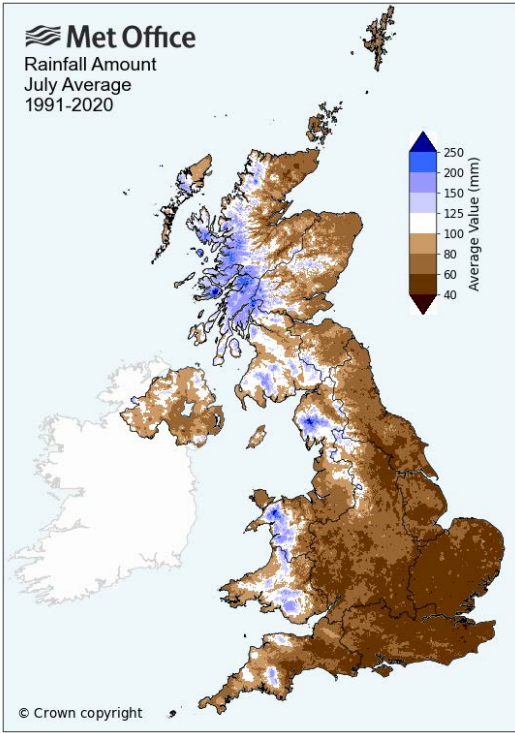 Met Office
Rainfall Amount
July Average
1991-2020
250
200
150
125
100
80
60
40
Average Value (mm)
© Crown copyright